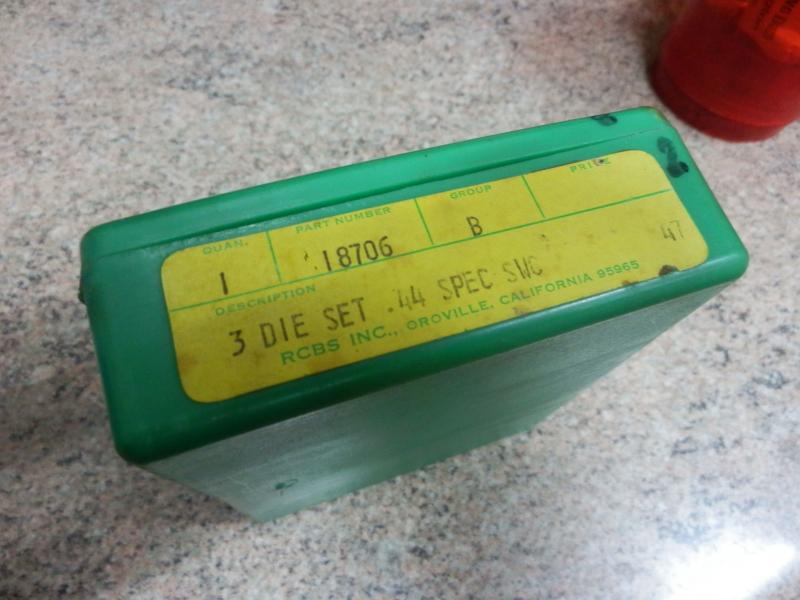 QUAN. PART NUMBER GROUP PRICE
1 18706 B
DESCRIPTION 47
3 DIE SET .44 SPEC SWC
RCBS INC., OROVILLE, CALIFORNIA 95965
2